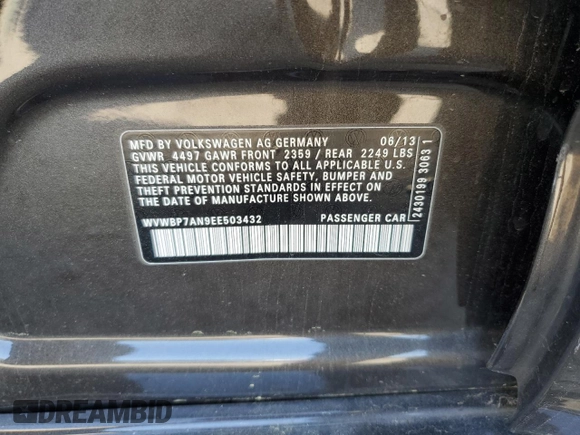 MFD BY VOLKSWAGEN AG GERMANY 06/13
GVWR 4497 GAWR FRONT 2359 / REAR 2249 LBS
THIS VEHICLE CONFORMS TO ALL APPLICABLE U.S.
FEDERAL MOTOR VEHICLE SAFETY, BUMPER AND
THEFT PREVENTION STANDARDS IN EFFECT ON THE
DATE OF MANUFACTURE SHOWN ABOVE.
WVWBP7AN9EE503432 PASSENGER CAR
2430199 3063 1
DREAMBID